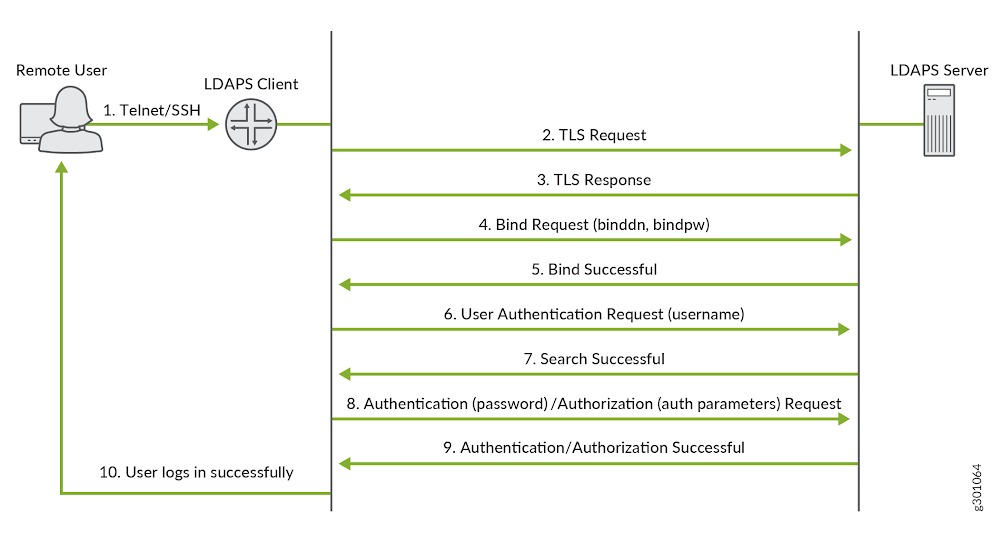 Remote User
LDAPS Client
LDAPS Server
1. Telnet/SSH
2. TLS Request
3. TLS Response
4. Bind Request (binddn, bindpw)
5. Bind Successful
6. User Authentication Request (username)
7. Search Successful
8. Authentication (password) /Authorization (auth parameters) Request
9. Authentication/Authorization Successful
10. User logs in successfully
g301064